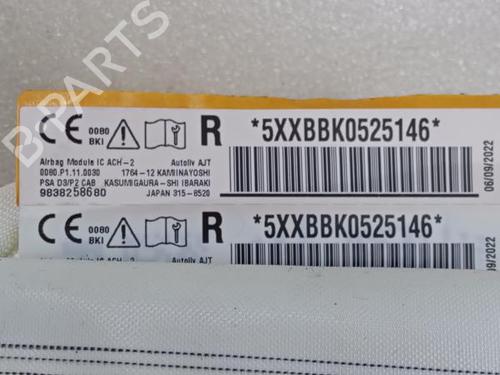 B-PARTS
CE 0080 BKI R *5XXBBK0525146*
Airbag Module IC ACH-2 Autoliv AJT
0080.P1.11.0030 1764-12 KAMINAYOSHI
PSA D3/P2 CAB KASUMIGAURA-SHI IBARAKI
9838258680 JAPAN 315-8520
06/09/2022
CE 0080 BKI R *5XXBBK0525146*
Airbag Module IC ACH-2 Autoliv AJT
09/2022